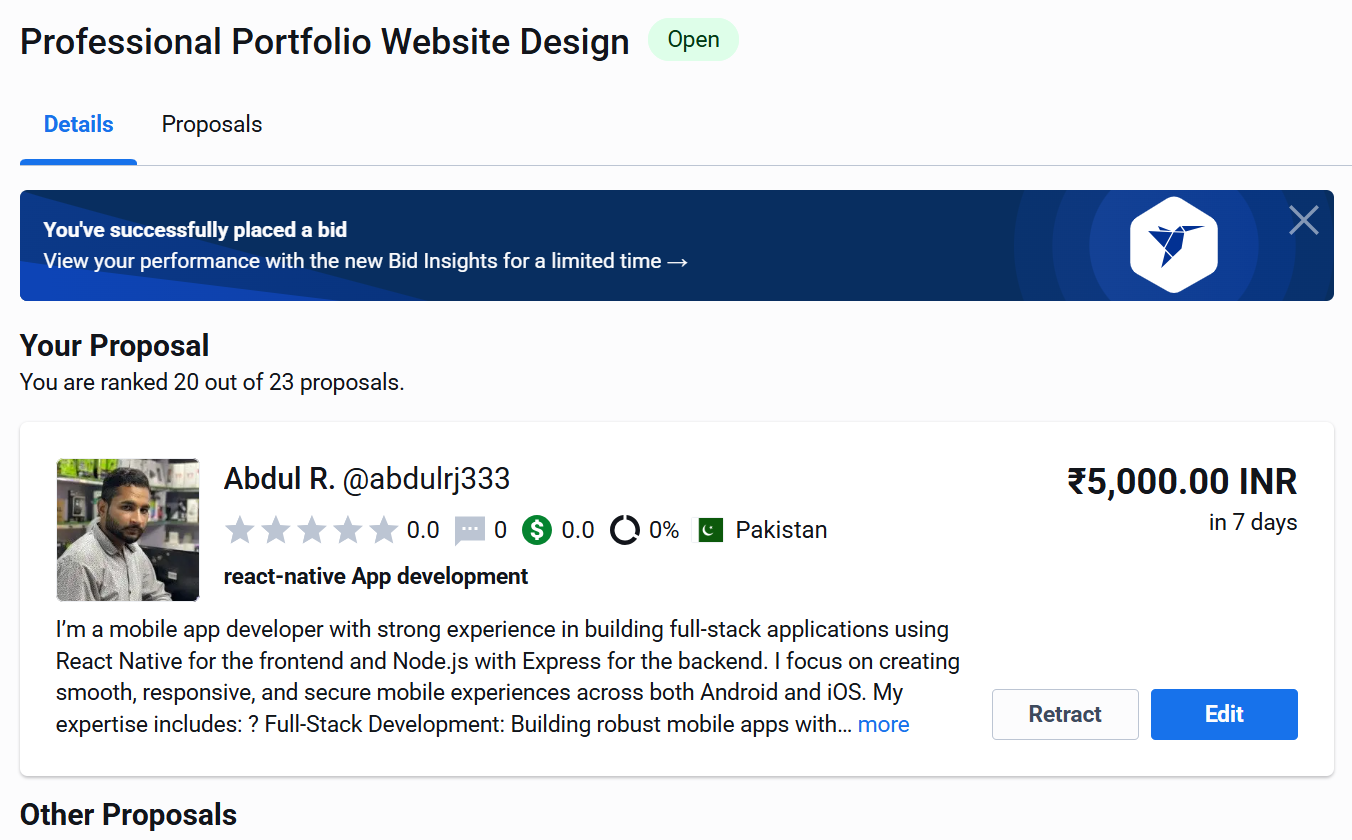 Professional Portfolio Website Design Open
Details Proposals
You've successfully placed a bid
View your performance with the new Bid Insights for a limited time →
Your Proposal
You are ranked 20 out of 23 proposals.
Abdul R. @abdulrj333
₹5,000.00 INR
0.0 0 0.0 0% Pakistan
in 7 days
react-native App development
I’m a mobile app developer with strong experience in building full-stack applications using
React Native for the frontend and Node.js with Express for the backend. I focus on creating
smooth, responsive, and secure mobile experiences across both Android and iOS. My
expertise includes: ? Full-Stack Development: Building robust mobile apps with... more
Retract Edit
Other Proposals